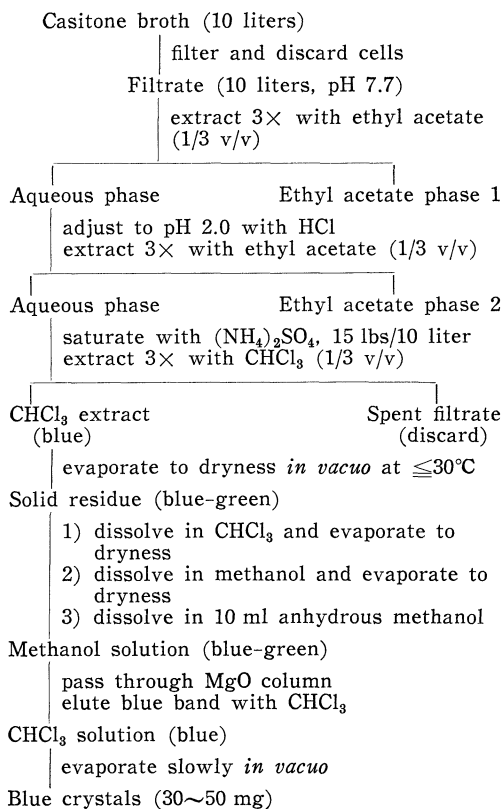 Casitone broth (10 liters)
filter and discard cells
Filtrate (10 liters, pH 7.7)
extract 3× with ethyl acetate
(1/3 v/v)
Aqueous phase Ethyl acetate phase 1
adjust to pH 2.0 with HCl
extract 3× with ethyl acetate (1/3 v/v)
Aqueous phase Ethyl acetate phase 2
saturate with (NH₄)₂SO₄, 15 lbs/10 liter
extract 3× with CHCl₃ (1/3 v/v)
CHCl₃ extract Spent filtrate
(blue) (discard)
evaporate to dryness in vacuo at ≦30°C
Solid residue (blue-green)
1) dissolve in CHCl₃ and evaporate to
dryness
2) dissolve in methanol and evaporate to
dryness
3) dissolve in 10 ml anhydrous methanol
Methanol solution (blue-green)
pass through MgO column
elute blue band with CHCl₃
CHCl₃ solution (blue)
evaporate slowly in vacuo
Blue crystals (30~50 mg)